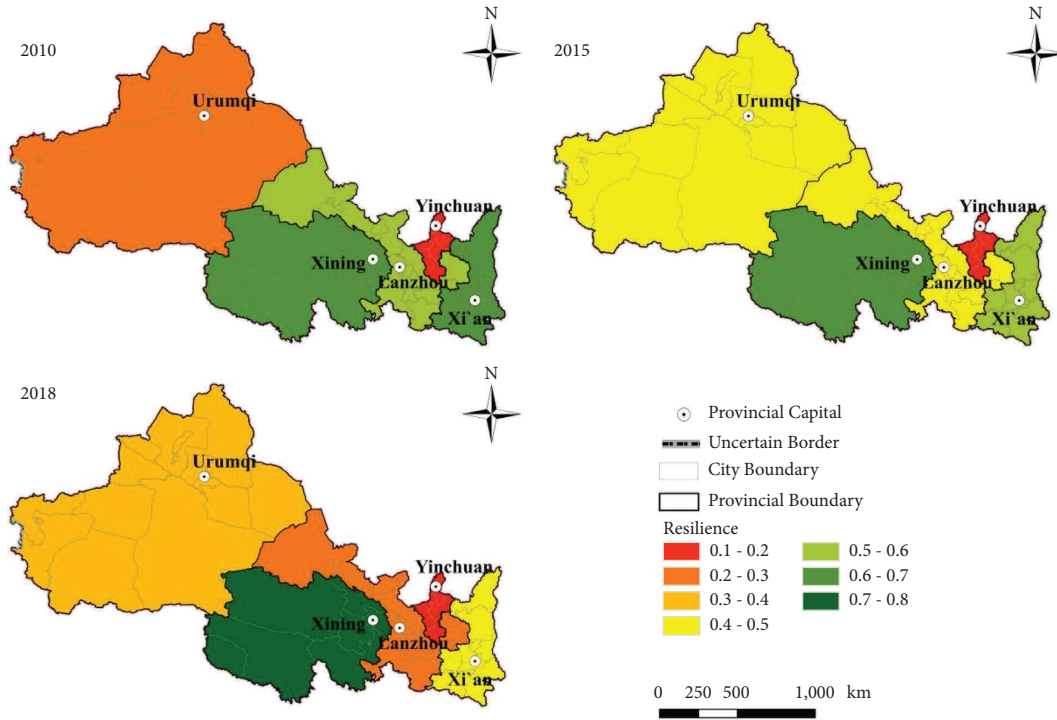 2010
N
Urumqi
Yinchuan
Xining
Lanzhou
Xi`an
2015
N
Urumqi
Yinchuan
Xining
Lanzhou
Xi`an
2018
N
Urumqi
Yinchuan
Xining
Lanzhou
Xi`an
Provincial Capital
Uncertain Border
City Boundary
Provincial Boundary
Resilience
0.1 - 0.2
0.2 - 0.3
0.3 - 0.4
0.4 - 0.5
0.5 - 0.6
0.6 - 0.7
0.7 - 0.8
0 250 500 1,000 km